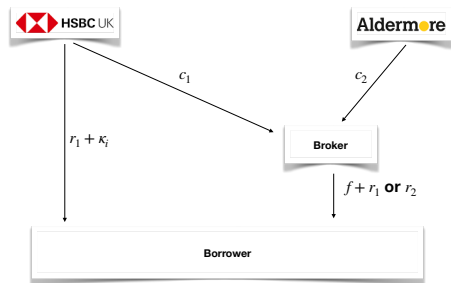 HSBC UK
Aldermore
c₁
c₂
r₁ + κᵢ
Broker
f + r₁ or r₂
Borrower